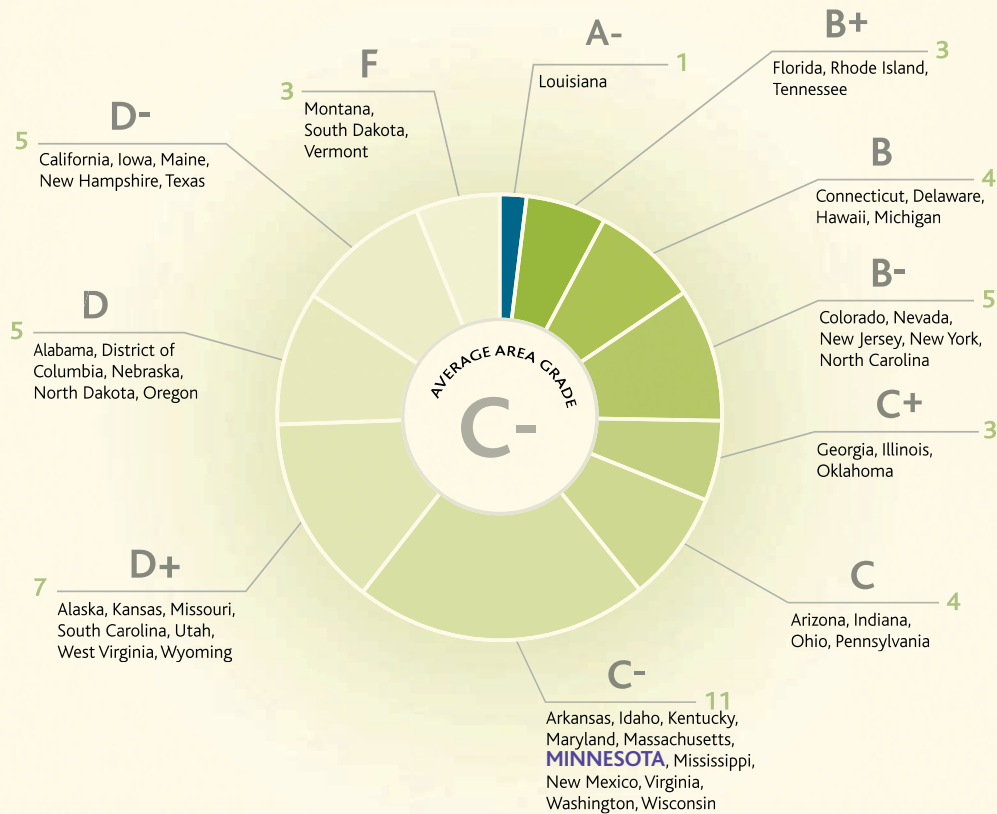 A-
1
Louisiana
B+
3
Florida, Rhode Island,
Tennessee
B
4
Connecticut, Delaware,
Hawaii, Michigan
B-
5
Colorado, Nevada,
New Jersey, New York,
North Carolina
C+
3
Georgia, Illinois,
Oklahoma
C
4
Arizona, Indiana,
Ohio, Pennsylvania
C-
11
Arkansas, Idaho, Kentucky,
Maryland, Massachusetts,
MINNESOTA, Mississippi,
New Mexico, Virginia,
Washington, Wisconsin
D+
7
Alaska, Kansas, Missouri,
South Carolina, Utah,
West Virginia, Wyoming
D
5
Alabama, District of
Columbia, Nebraska,
North Dakota, Oregon
D-
5
California, Iowa, Maine,
New Hampshire, Texas
F
3
Montana,
South Dakota,
Vermont
AVERAGE AREA GRADE
C-